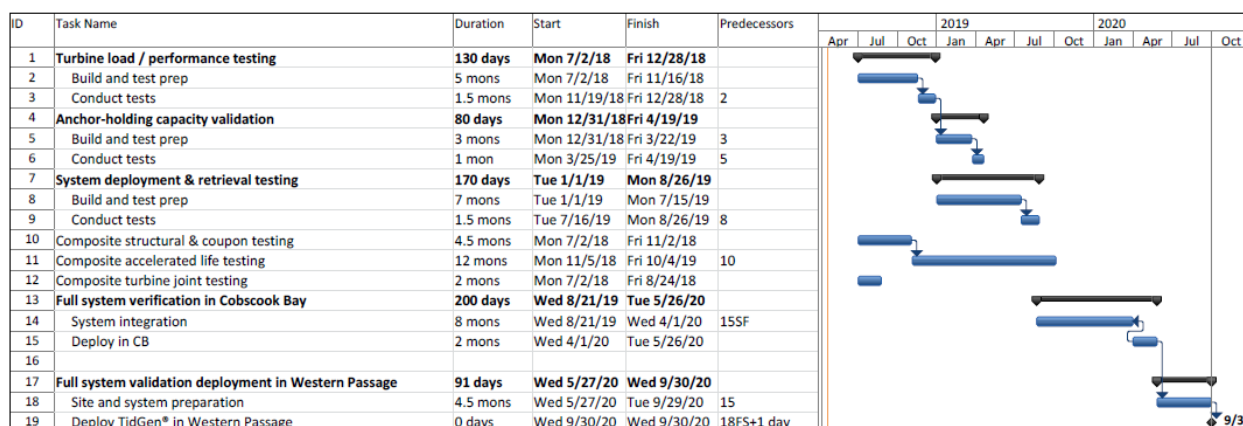 ID Task Name Duration Start Finish Predecessors 2019 2020
Apr Jul Oct Jan Apr Jul Oct Jan Apr Jul Oct
1 Turbine load / performance testing 130 days Mon 7/2/18 Fri 12/28/18
2 Build and test prep 5 mons Mon 7/2/18 Fri 11/16/18
3 Conduct tests 1.5 mons Mon 11/19/18 Fri 12/28/18 2
4 Anchor-holding capacity validation 80 days Mon 12/31/18 Fri 4/19/19
5 Build and test prep 3 mons Mon 12/31/18 Fri 3/22/19 3
6 Conduct tests 1 mon Mon 3/25/19 Fri 4/19/19 5
7 System deployment & retrieval testing 170 days Tue 1/1/19 Mon 8/26/19
8 Build and test prep 7 mons Tue 1/1/19 Mon 7/15/19
9 Conduct tests 1.5 mons Tue 7/16/19 Mon 8/26/19 8
10 Composite structural & coupon testing 4.5 mons Mon 7/2/18 Fri 11/2/18
11 Composite accelerated life testing 12 mons Mon 11/5/18 Fri 10/4/19 10
12 Composite turbine joint testing 2 mons Mon 7/2/18 Fri 8/24/18
13 Full system verification in Cobscook Bay 200 days Wed 8/21/19 Tue 5/26/20
14 System integration 8 mons Wed 8/21/19 Wed 4/1/20 15SF
15 Deploy in CB 2 mons Wed 4/1/20 Tue 5/26/20
16
17 Full system validation deployment in Western Passage 91 days Wed 5/27/20 Wed 9/30/20
18 Site and system preparation 4.5 mons Wed 5/27/20 Tue 9/29/20 15
19 Deploy TidGen® in Western Passage 0 days Wed 9/30/20 Wed 9/30/20 18FS+1 day 9/3